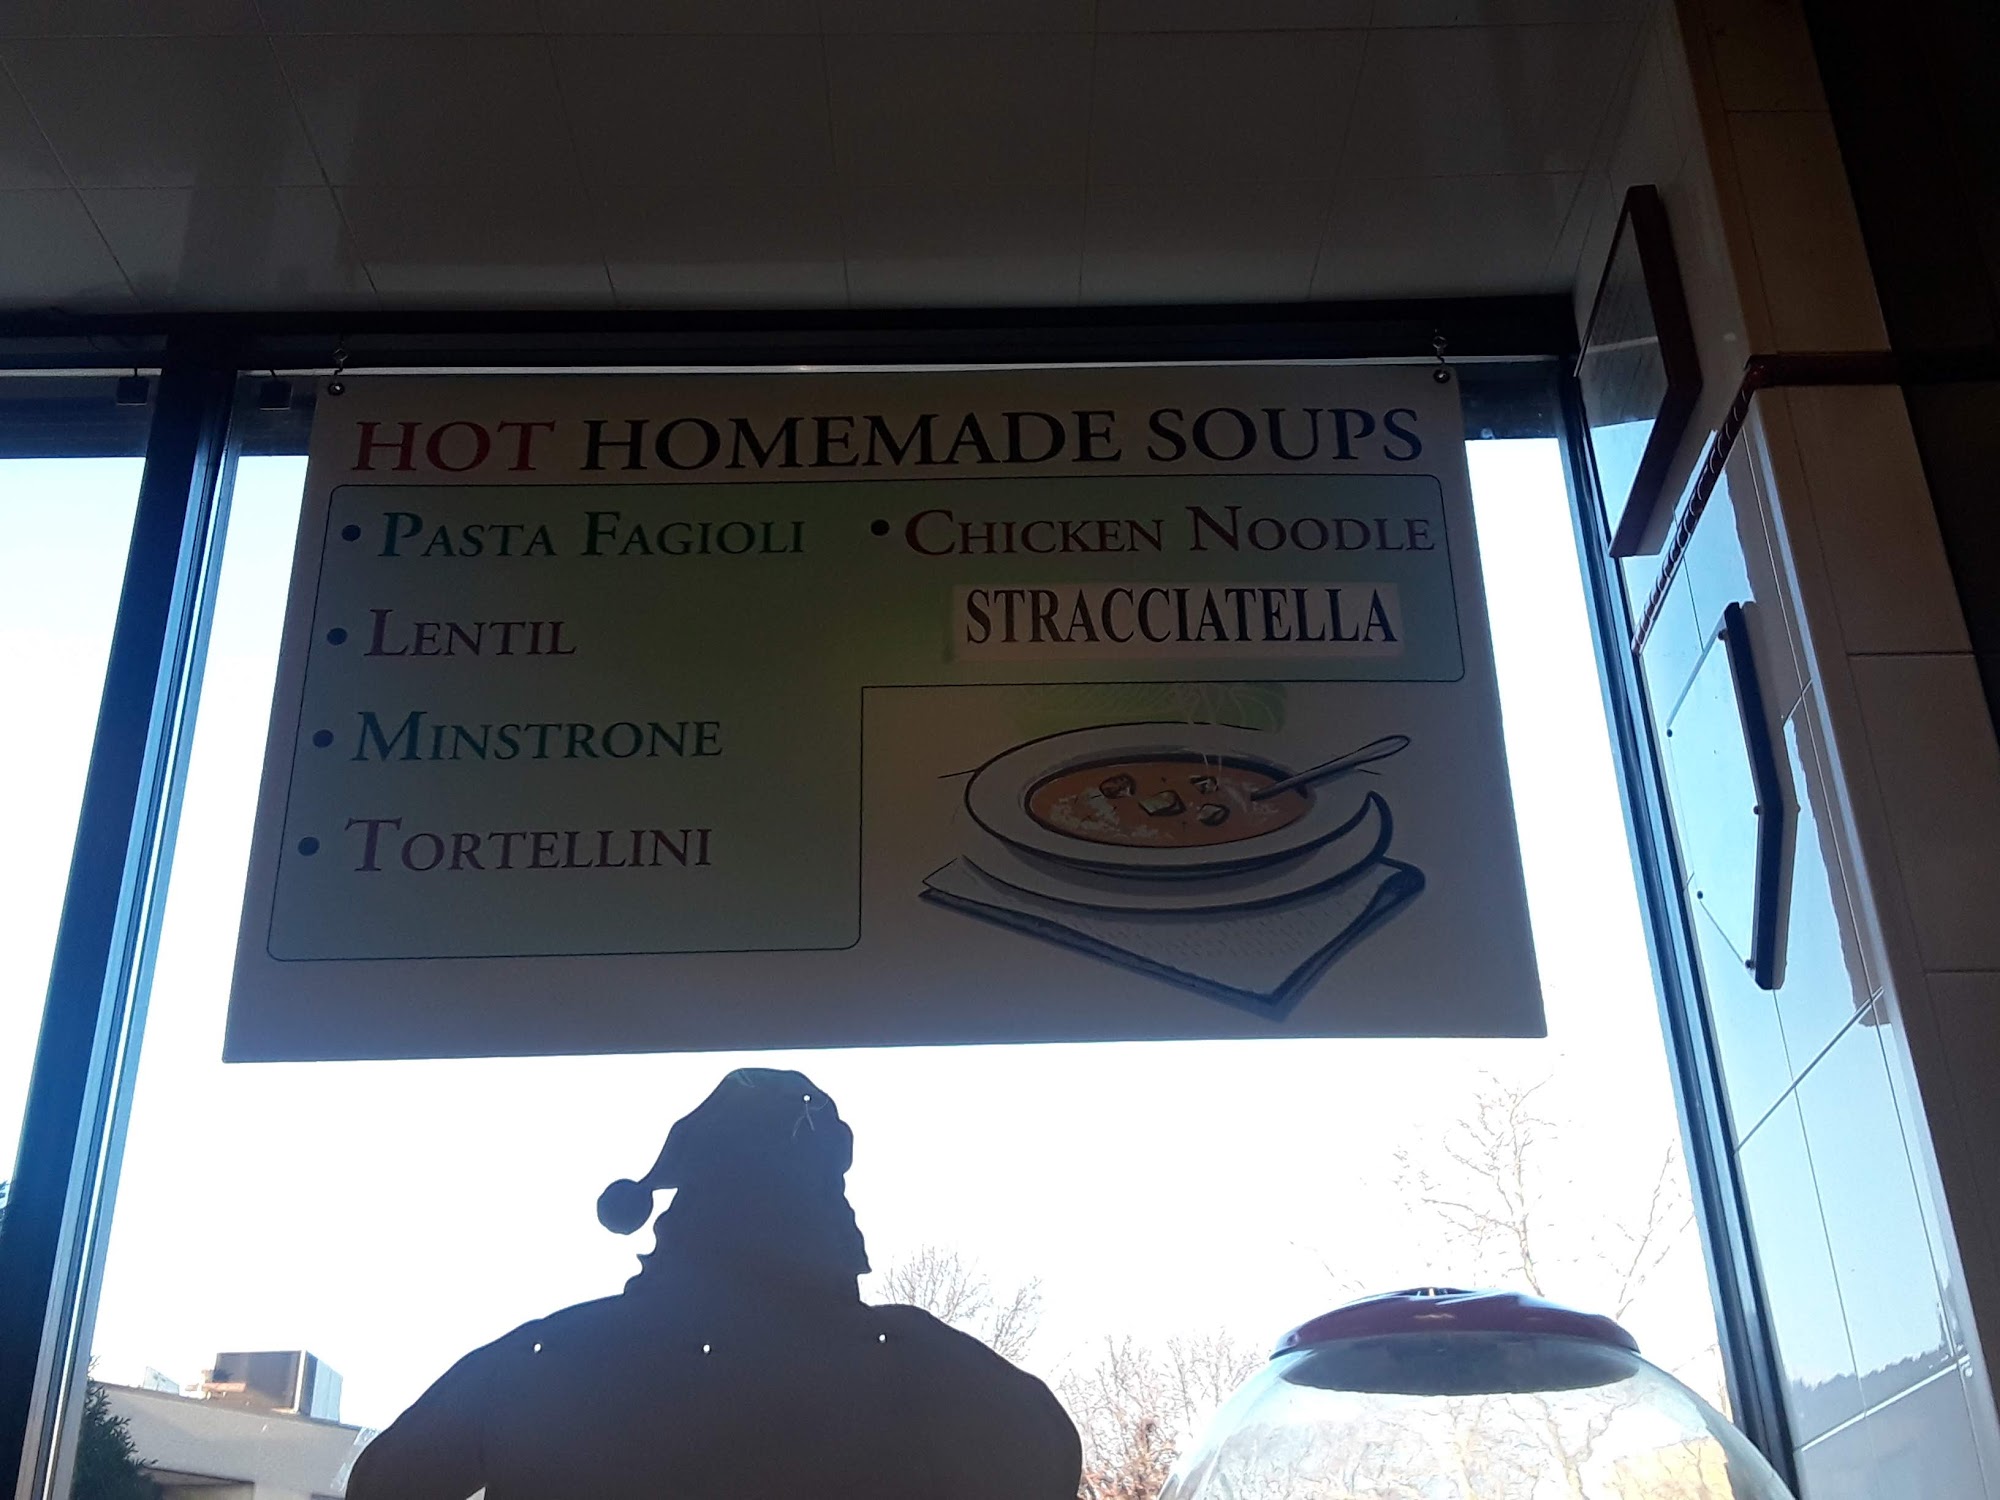 HOT HOMEMADE SOUPS
• PASTA FAGIOLI
• LENTIL
• MINSTRONE
• TORTELLINI
• CHICKEN NOODLE
STRACCIATELLA